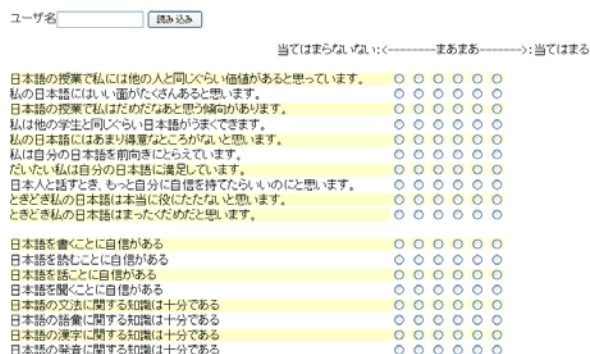 ユーザ名 読み込み
当てはまらないない:<--------まあまあ------->:当てはまる
日本語の授業で私には他の人と同じぐらい価値があると思っています。
私の日本語にはいい面がたくさんあると思います。
日本語の授業で私はだめだなあと思う傾向があります。
私は他の学生と同じぐらい日本語がうまくできます。
私の日本語にはあまり得意なところがないと思います。
私は自分の日本語を前向きにとらえています。
だいたい私は自分の日本語に満足しています。
日本人と話すとき、もっと自分に自信を持てたらいいのにと思います。
ときどき私の日本語は本当に役にたたないと思います。
ときどき私の日本語はまったくだめだと思います。
日本語を書くことに自信がある
日本語を読むことに自信がある
日本語を話ことに自信がある
日本語を聞くことに自信がある
日本語の文法に関する知識は十分である
日本語の語彙に関する知識は十分である
日本語の漢字に関する知識は十分である
日本語の発音に関する知識は十分である